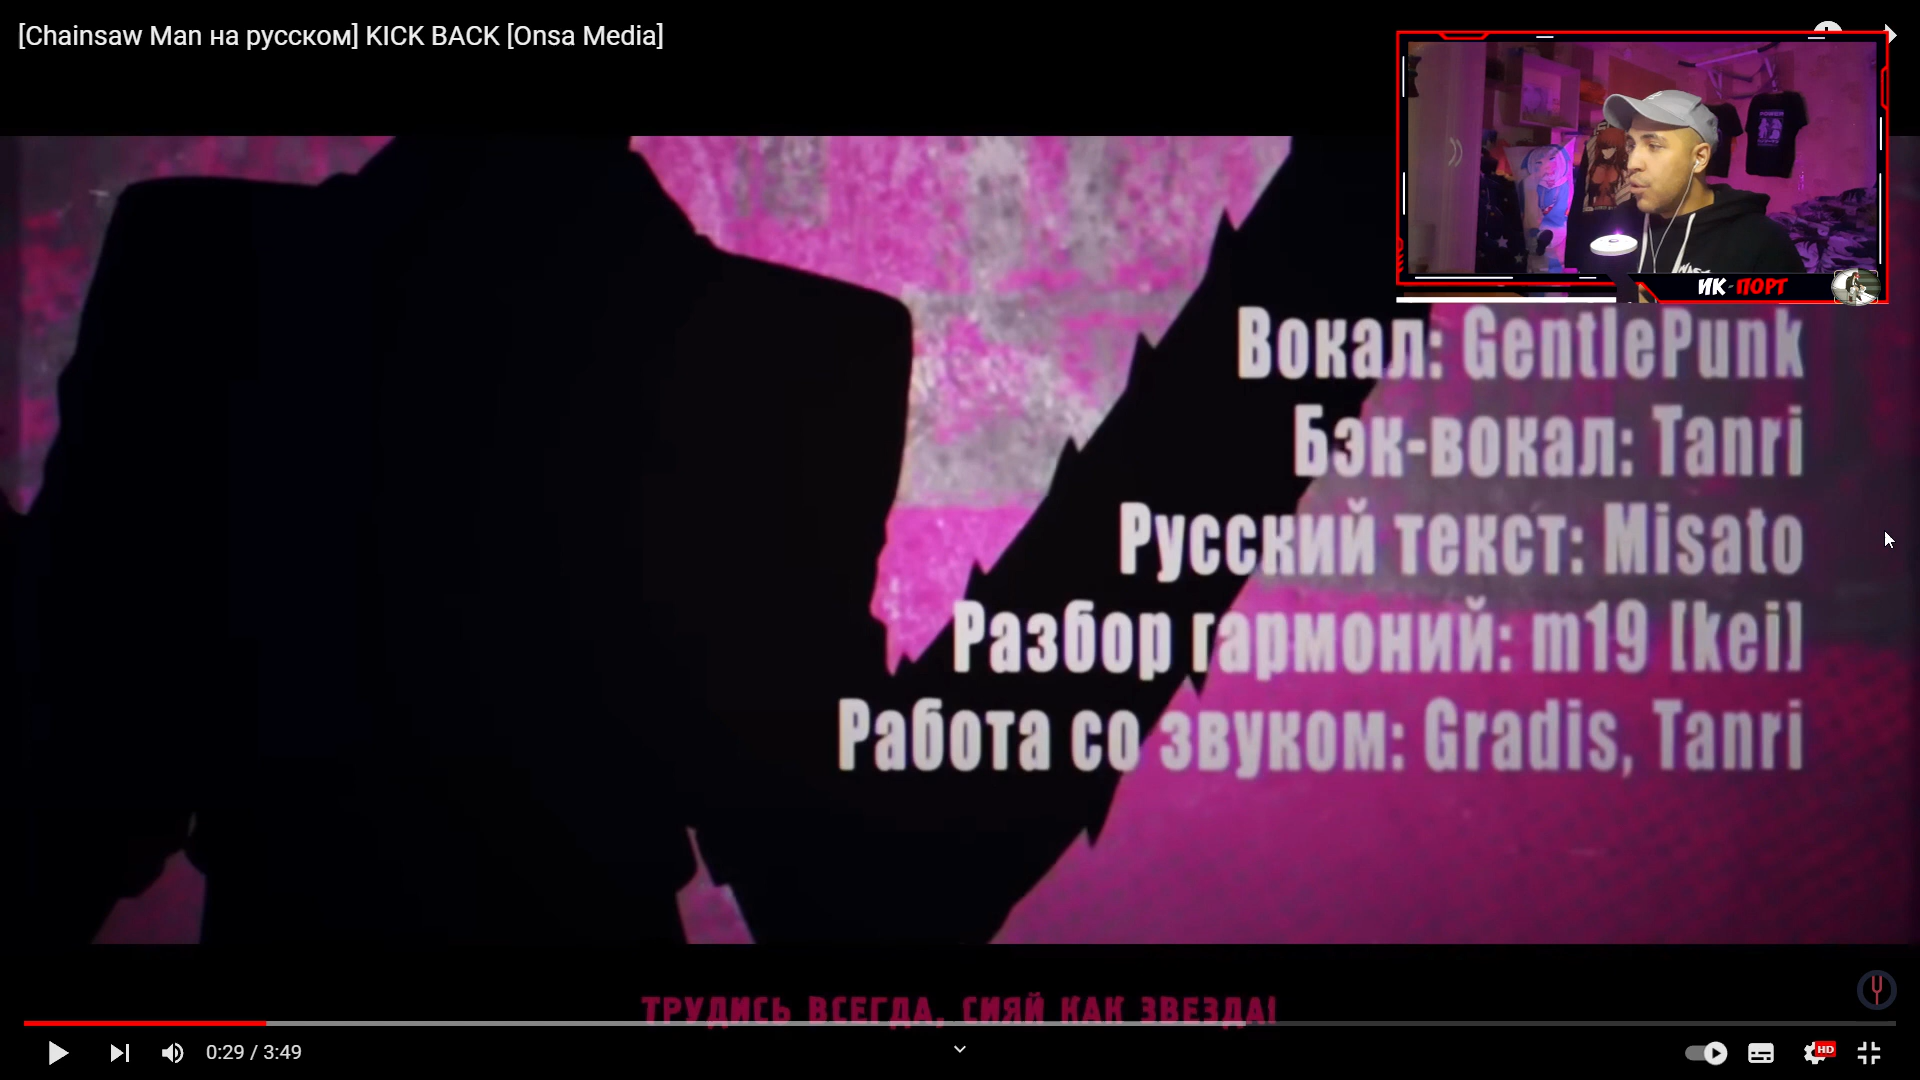 [Chainsaw Man на русском] KICK BACK [Onsa Media]
ИК-ПОРТ
Вокал: GentlePunk
Бэк-вокал: Tanri
Русский текст: Misato
Разбор гармоний: m19 [kei]
Работа со звуком: Gradis, Tanri
ТРУДИСЬ ВСЕГДА, СИЯЙ КАК ЗВЕЗДА!
0:29 / 3:49
HD